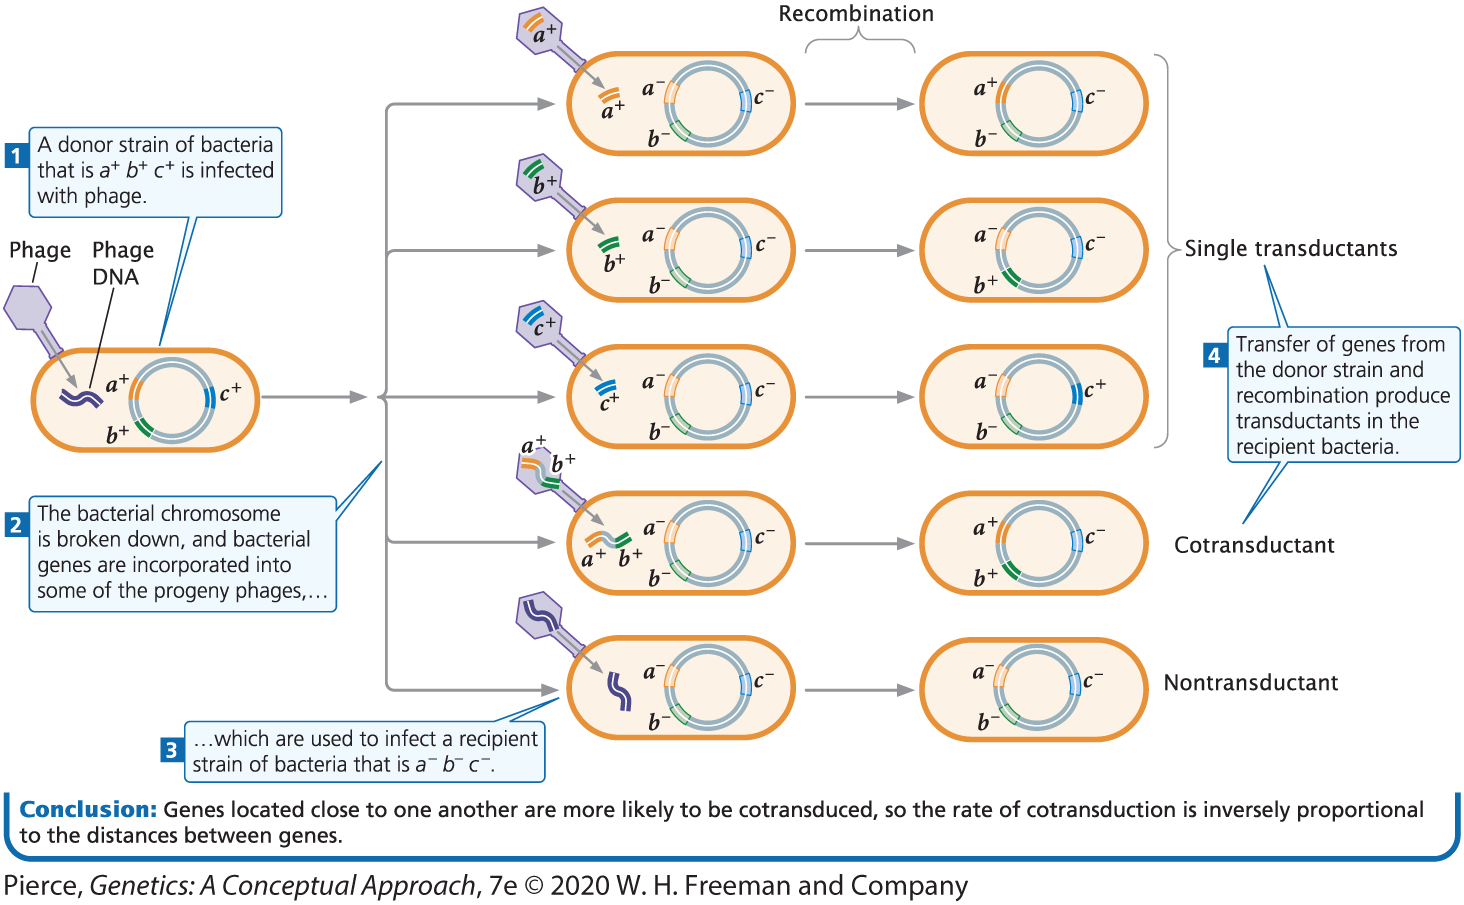 Recombination
a⁺
a⁺
a⁻
b⁻
c⁻
a⁺
b⁻
c⁻
1
A donor strain of bacteria
that is a⁺ b⁺ c⁺ is infected
with phage.
b⁺
b⁺
a⁻
b⁻
c⁻
a⁻
b⁺
c⁻
Single transductants
Phage
Phage
DNA
a⁺
b⁺
c⁺
c⁺
c⁺
a⁻
b⁻
c⁻
a⁻
b⁻
c⁺
4
Transfer of genes from
the donor strain and
recombination produce
transductants in the
recipient bacteria.
2
The bacterial chromosome
is broken down, and bacterial
genes are incorporated into
some of the progeny phages,…
a⁺
b⁺
a⁺
b⁺
a⁻
b⁻
c⁻
a⁺
b⁺
c⁻
Cotransductant
a⁻
b⁻
c⁻
a⁻
b⁻
c⁻
Nontransductant
3
…which are used to infect a recipient
strain of bacteria that is a⁻ b⁻ c⁻.
Conclusion: Genes located close to one another are more likely to be cotransduced, so the rate of cotransduction is inversely proportional
to the distances between genes.
Pierce, Genetics: A Conceptual Approach, 7e © 2020 W. H. Freeman and Company